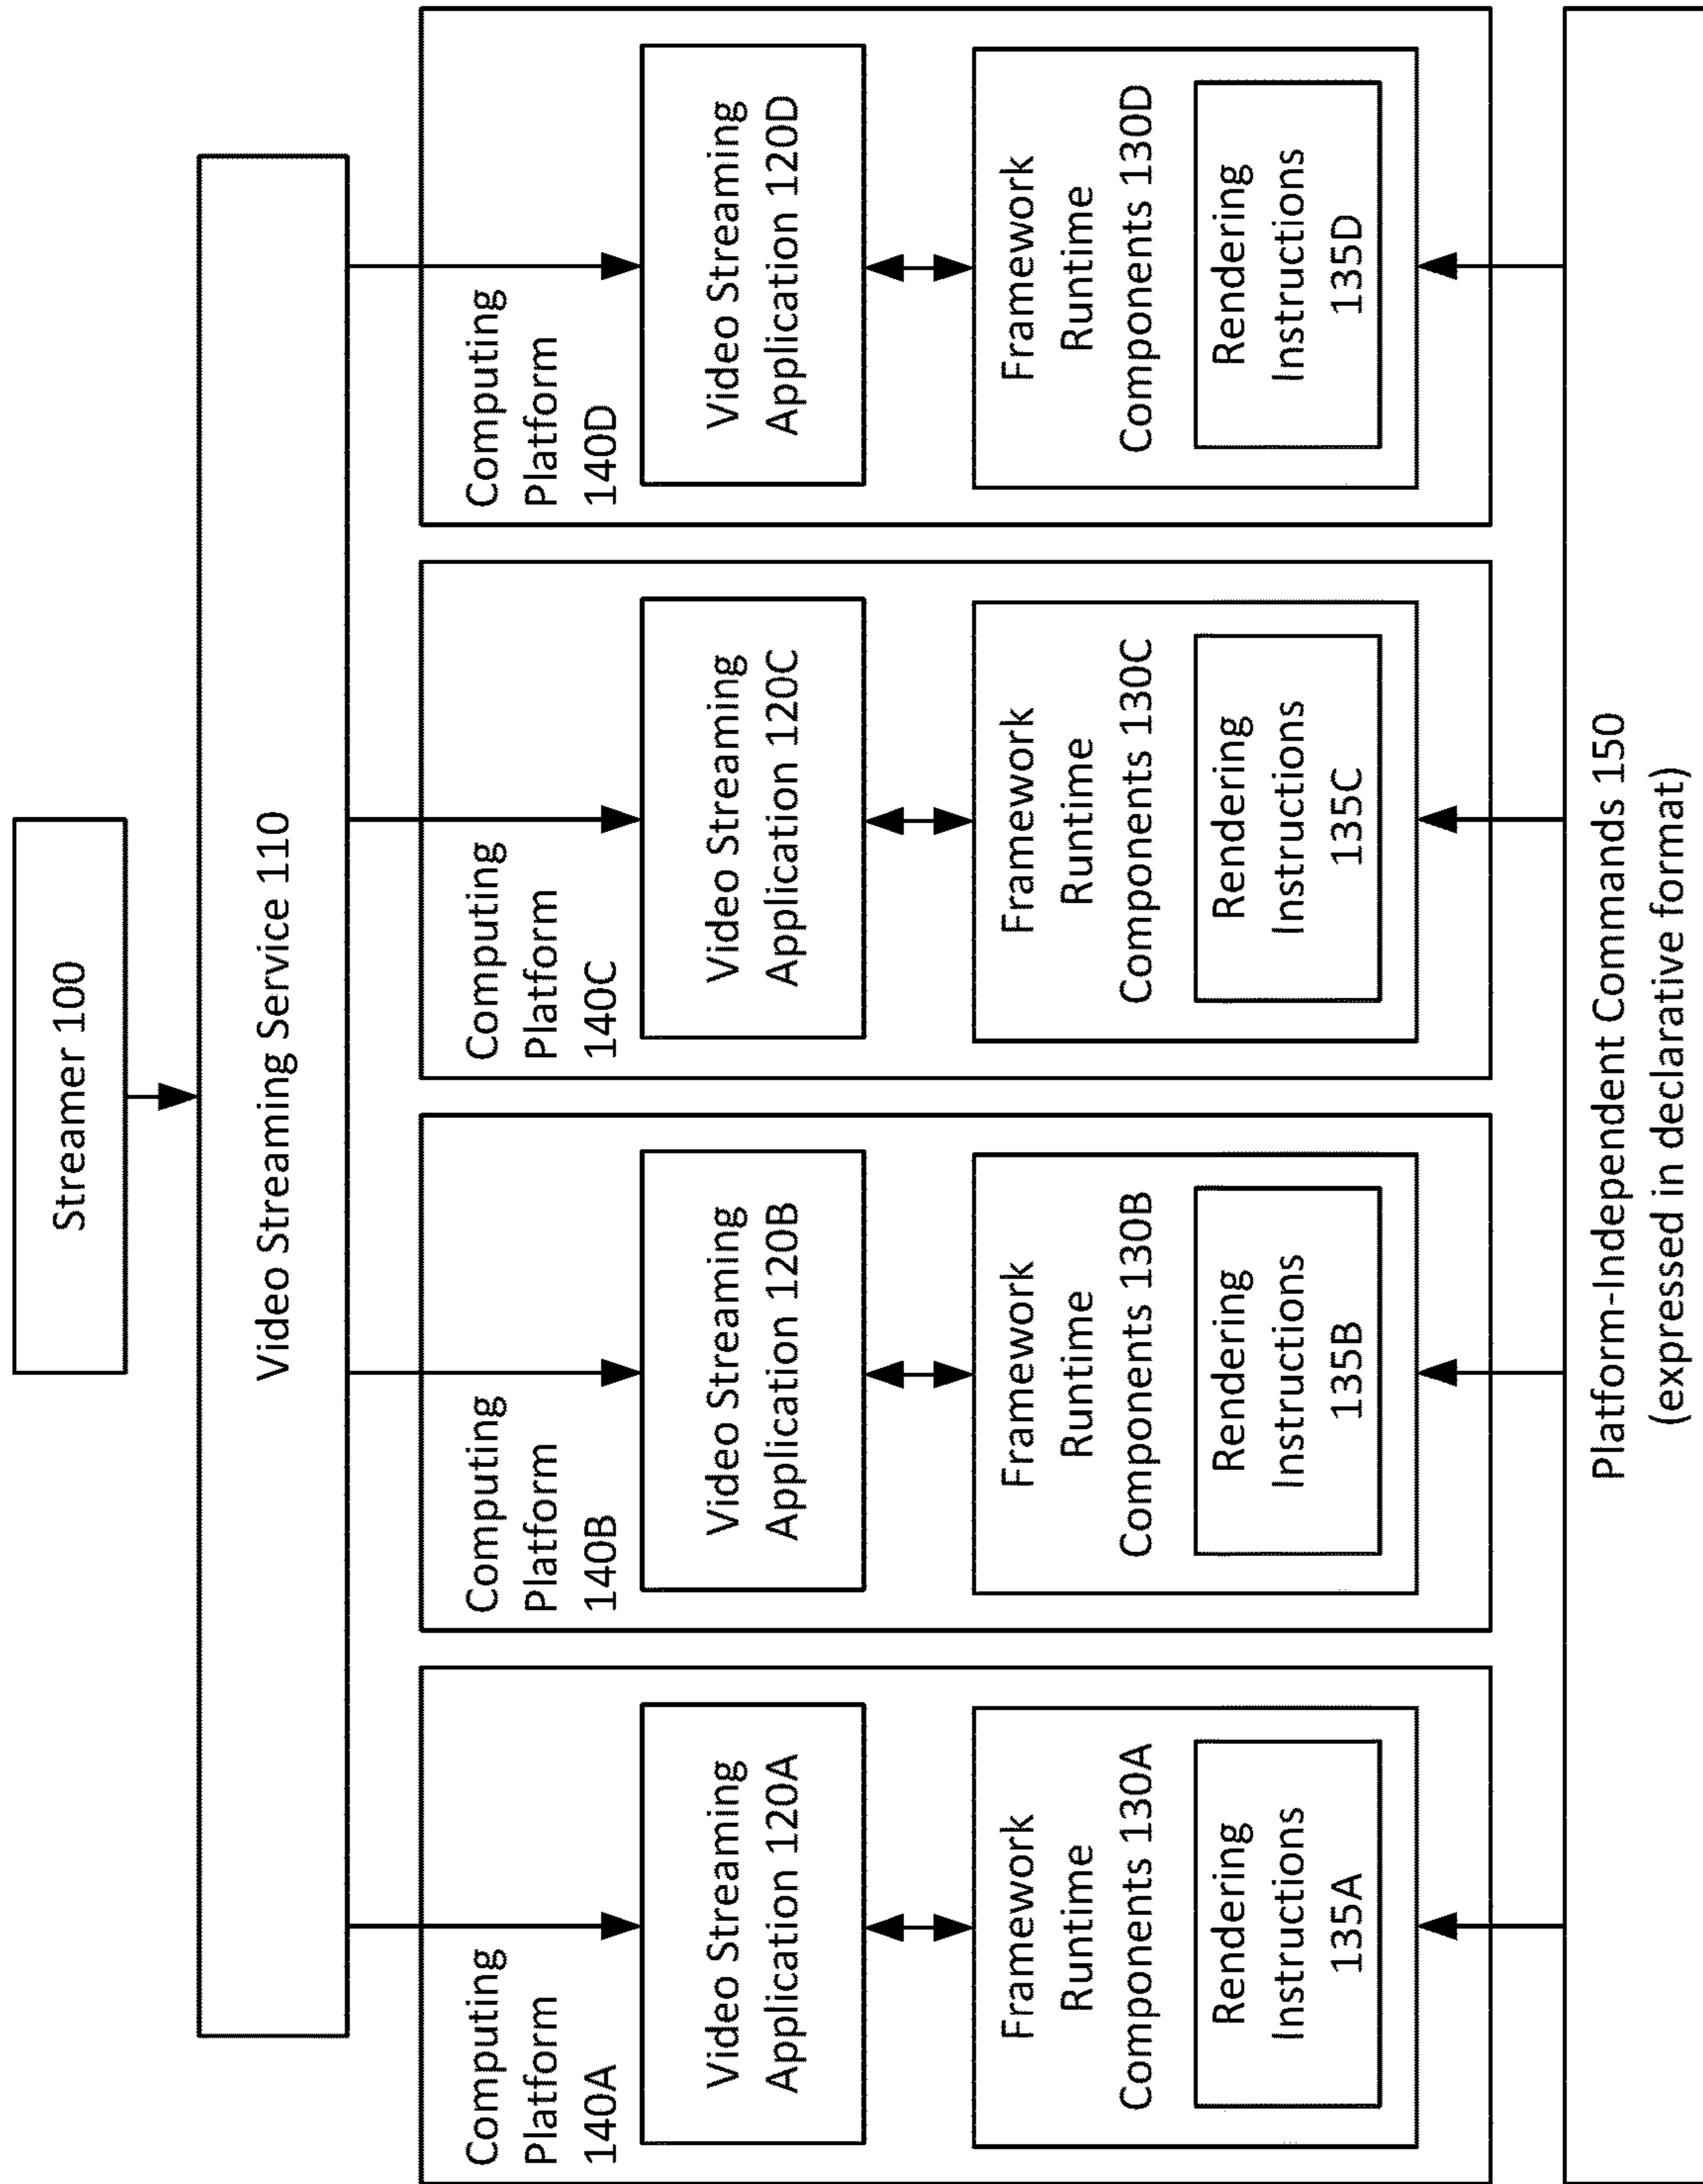 Streamer 100
Video Streaming Service 110
Computing
Platform
140A
Video Streaming
Application 120A
Framework
Runtime
Components 130A
Rendering
Instructions
135A
Computing
Platform
140B
Video Streaming
Application 120B
Framework
Runtime
Components 130B
Rendering
Instructions
135B
Computing
Platform
140C
Video Streaming
Application 120C
Framework
Runtime
Components 130C
Rendering
Instructions
135C
Computing
Platform
140D
Video Streaming
Application 120D
Framework
Runtime
Components 130D
Rendering
Instructions
135D
Platform-Independent Commands 150
(expressed in declarative format)